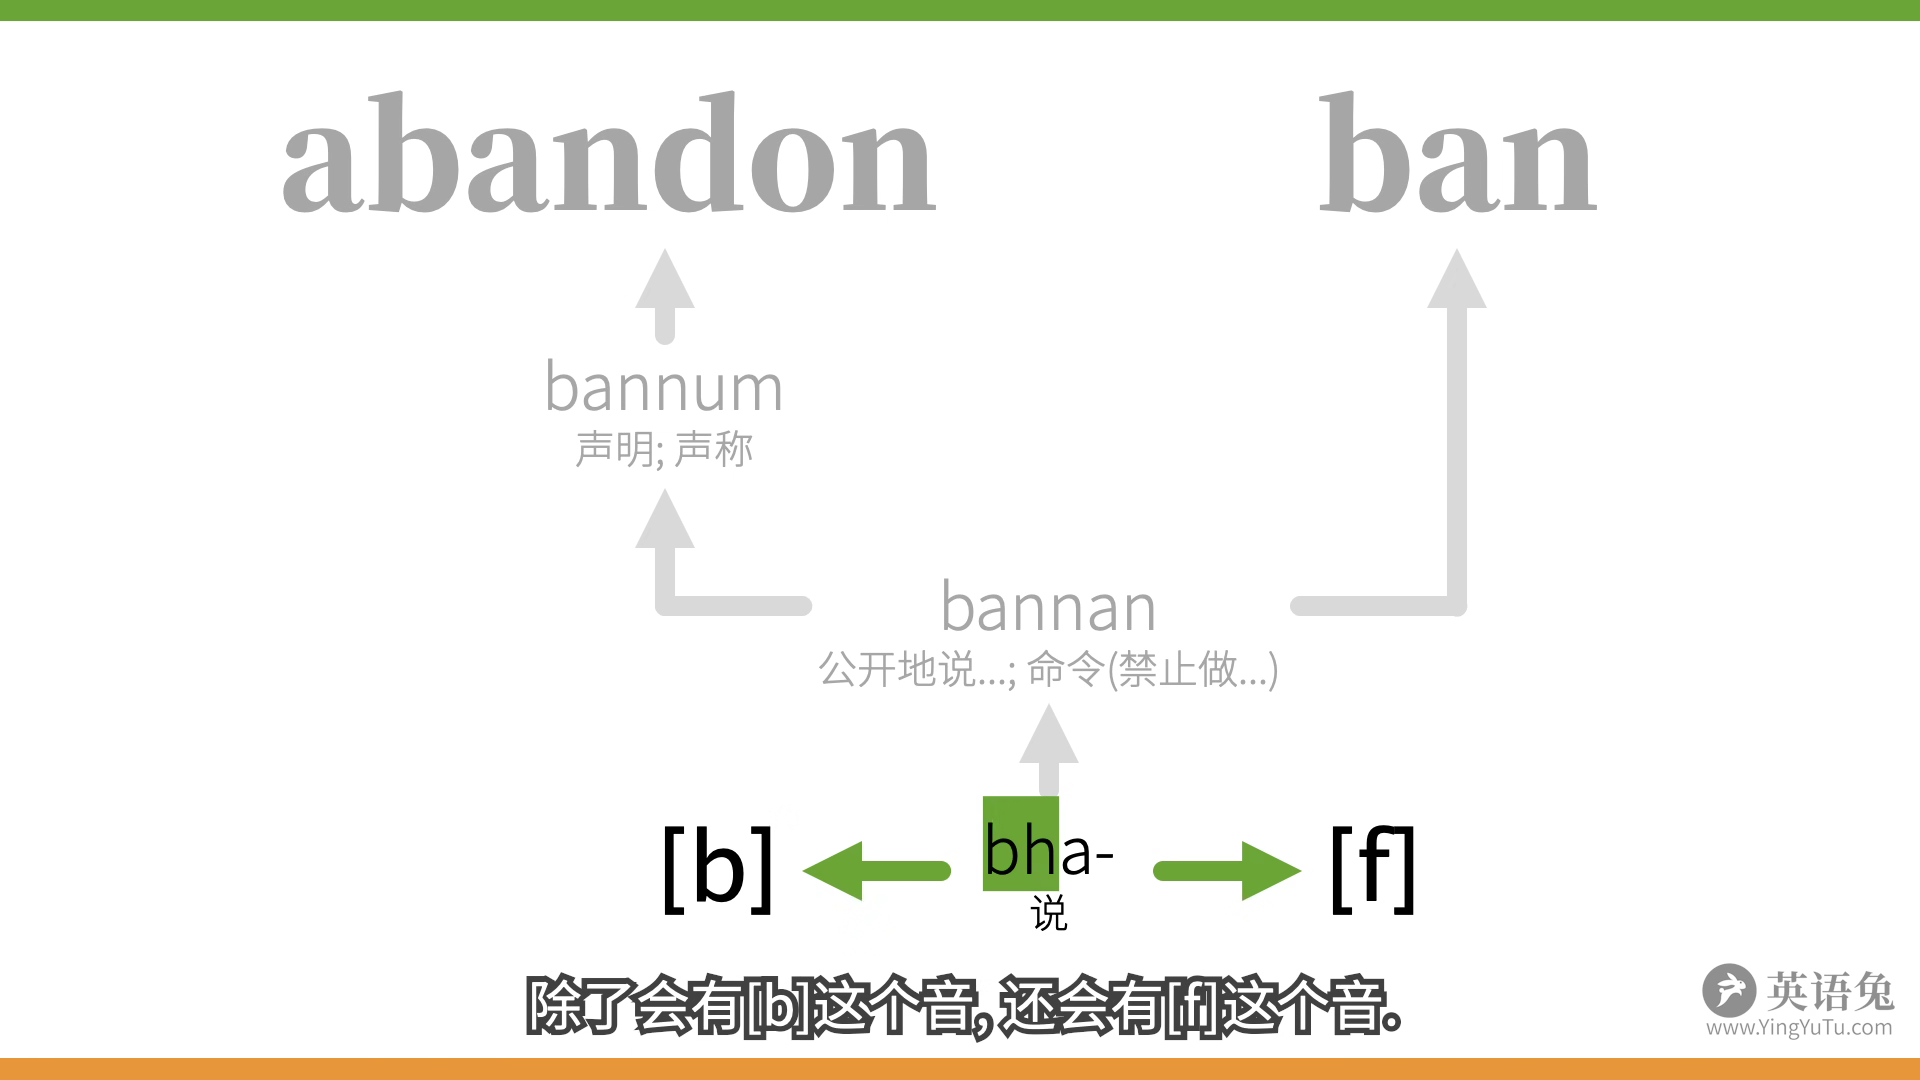 abandon
ban
bannum
声明; 声称
bannan
公开地说...; 命令(禁止做...)
[b]
bha-
[f]
说
除了会有[b]这个音, 还会有[f]这个音.
英语兔
www.YingYuTu.com